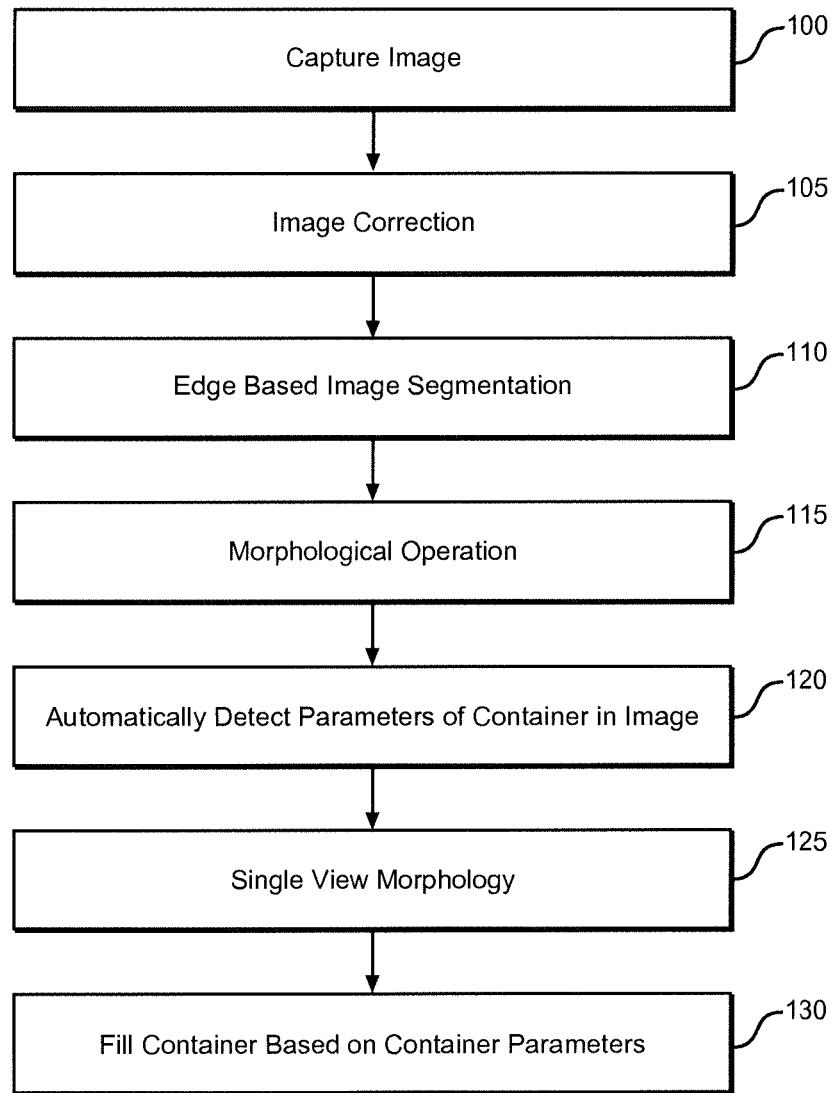 Capture Image
100
Image Correction
105
Edge Based Image Segmentation
110
Morphological Operation
115
Automatically Detect Parameters of Container in Image
120
Single View Morphology
125
Fill Container Based on Container Parameters
130